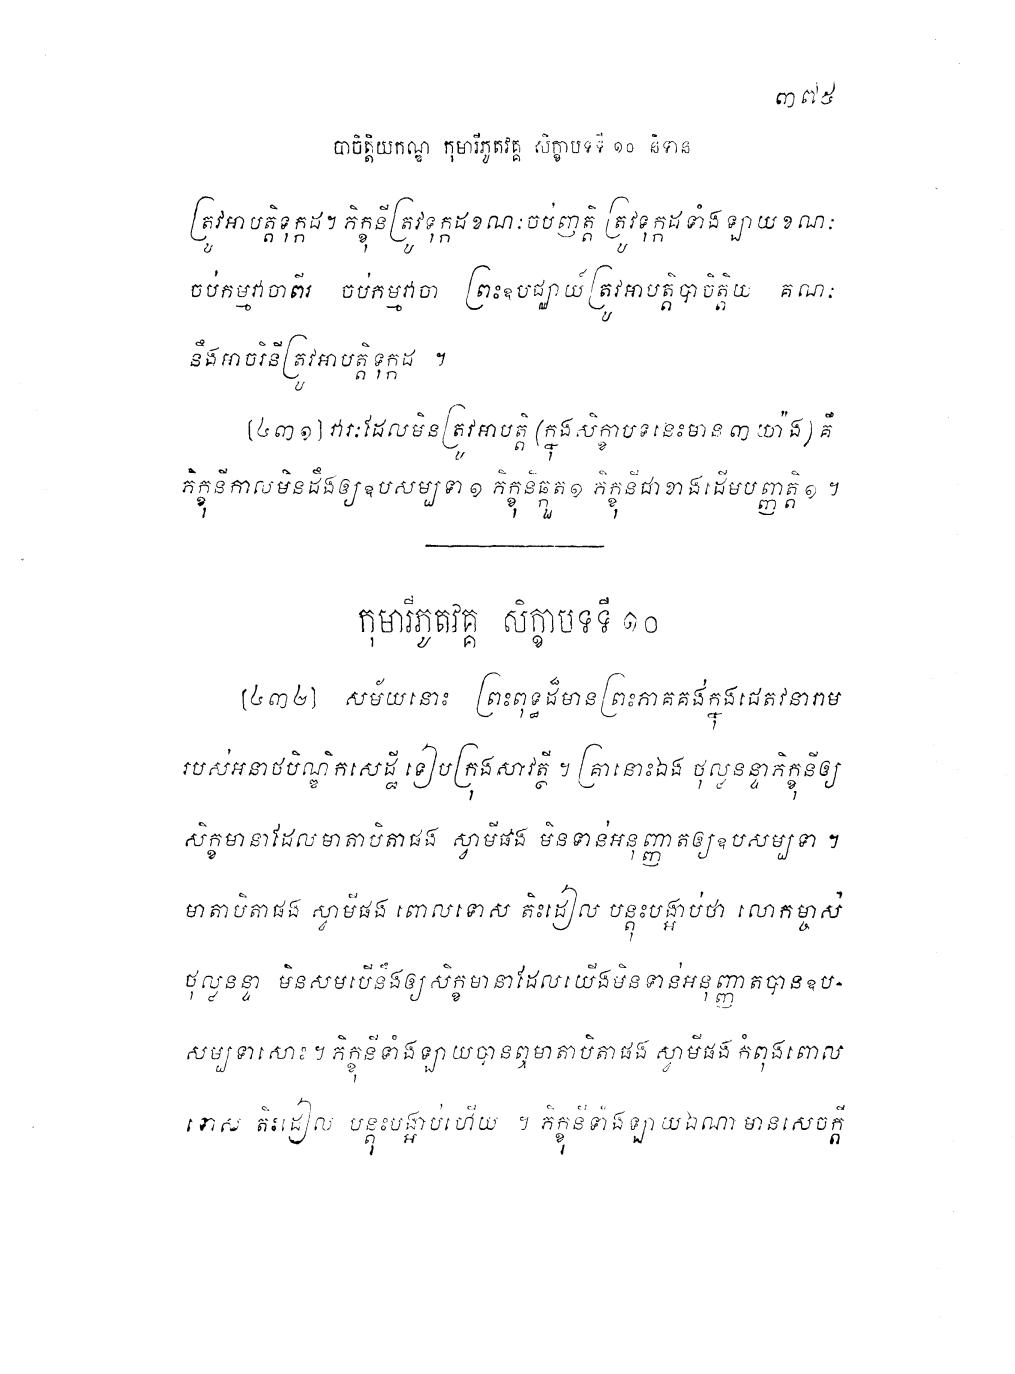 ៣៧៥
បាចិត្តិយកណ្ឌ កុមារីភូតវគ្គ សិក្ខាបទទី ១០ និទាន
ត្រូវអាបត្តិទុក្កដ។ ភិក្ខុនីត្រូវទុក្កដខណៈចប់ញត្តិ ត្រូវទុក្កដទាំងឡាយខណៈ
ចប់កម្មវាចាពីរ ចប់កម្មវាចា ព្រះឧបជ្ឈាយ៍ត្រូវអាបត្តិបាចិត្តិយ គណៈ
នឹងអាចរិនីត្រូវអាបត្តិទុក្កដ ។
[៤៣១] វារៈដែលមិនត្រូវអាបត្តិ (ក្នុងសិក្ខាបទនេះមាន ៣ យ៉ាង) គឺ
ភិក្ខុនីកាលមិនដឹងឲ្យឧបសម្បទា ១ ភិក្ខុនីឆ្កួត ១ ភិក្ខុនីជាខាងដើមបញ្ញត្តិ ១ ។
កុមារីភូតវគ្គ សិក្ខាបទទី ១០
[៤៣២] សម័យនោះ ព្រះពុទ្ធដ៏មានព្រះភាគគង់ក្នុងជេតវនារាម
របស់អនាថបិណ្ឌិកសេដ្ឋី ទៀបក្រុងសាវត្ថី ។ គ្រានោះឯង ថុល្លនន្ទាភិក្ខុនីឲ្យ
សិក្ខមានាដែលមាតាបិតាផង ស្វាមីផង មិនទាន់អនុញ្ញាតឲ្យឧបសម្បទា ។
មាតាបិតាផង ស្វាមីផង ពោលទោស តិះដៀល បន្តុះបង្អាប់ថា លោកម្ចាស់
ថុល្លនន្ទា មិនសមបើនឹងឲ្យសិក្ខមានាដែលយើងមិនទាន់អនុញ្ញាតបានឧប-
សម្បទាសោះ ។ ភិក្ខុនីទាំងឡាយបានឮមាតាបិតាផង ស្វាមីផង កំពុងពោល
ទោស តិះដៀល បន្តុះបង្អាប់ហើយ ។ ភិក្ខុនីទាំងឡាយឯណា មានសេចក្តី